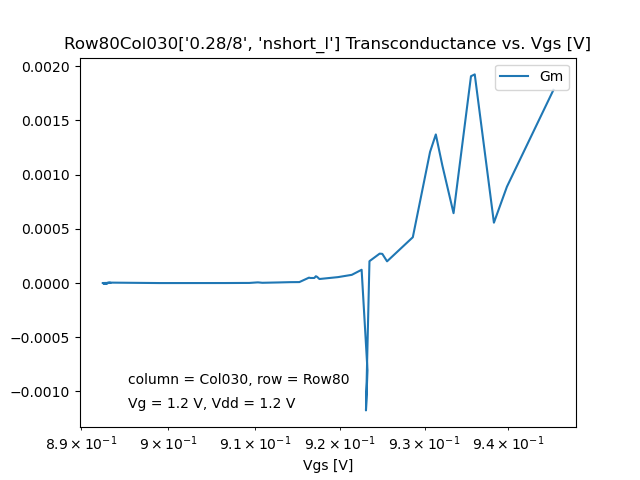 Row80Col030['0.28/8', 'nshort_l'] Transconductance vs. Vgs [V]
Gm
0.0020
0.0015
0.0010
0.0005
0.0000
−0.0005
−0.0010
column = Col030, row = Row80
Vg = 1.2 V, Vdd = 1.2 V
8.9 × 10⁻¹ 9 × 10⁻¹ 9.1 × 10⁻¹ 9.2 × 10⁻¹ 9.3 × 10⁻¹ 9.4 × 10⁻¹
Vgs [V]